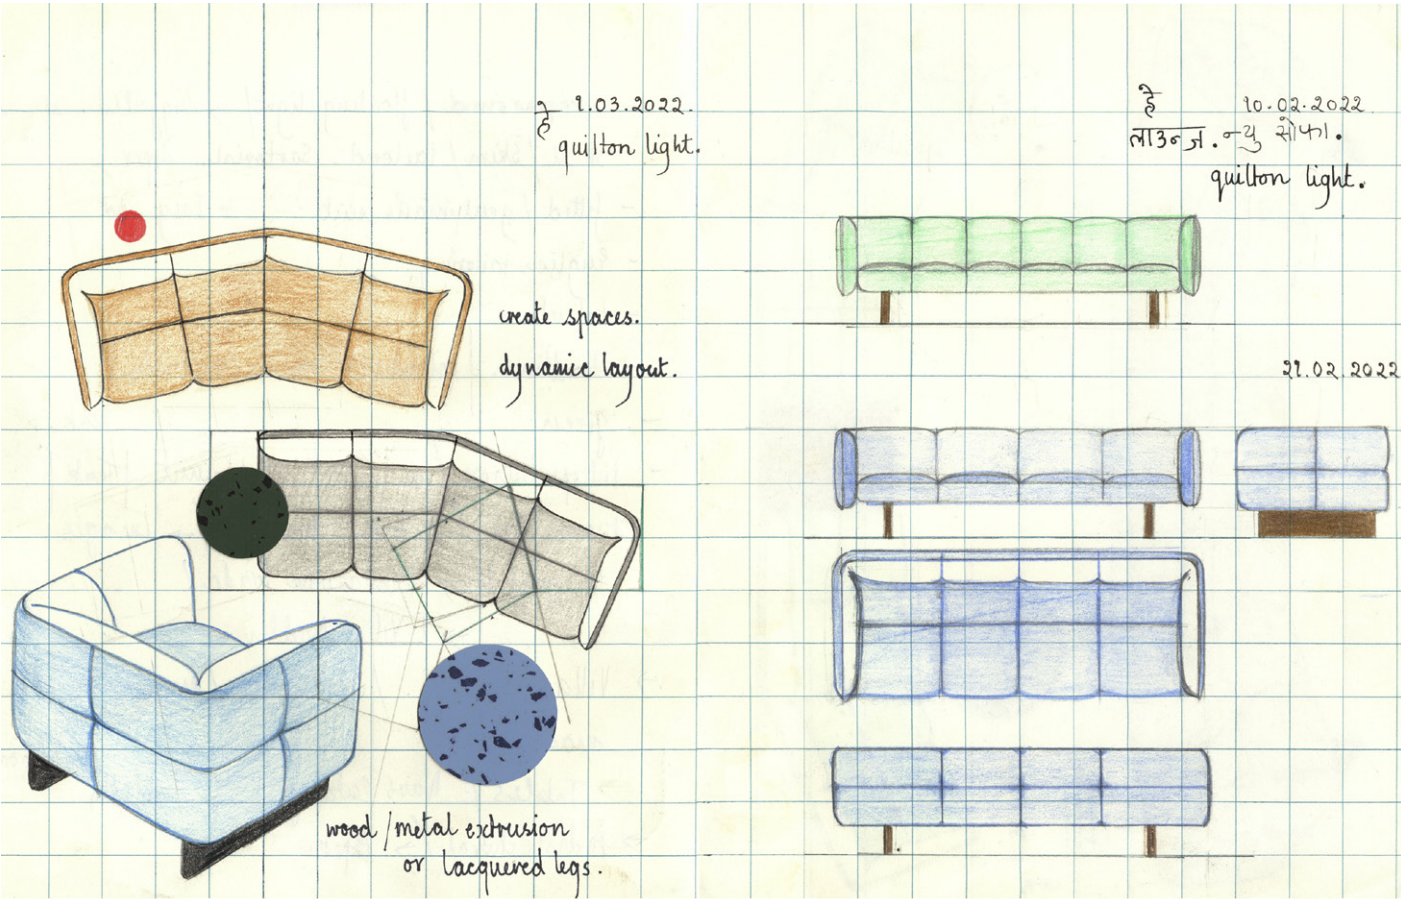 हे 1.03.2022.
quilton light.
create spaces.
dynamic layout.
wood / metal extrusion
or lacquered legs.
हे 10.02.2022
लाउन्ज. न्यु सोफा.
quilton light.
21.02.2022